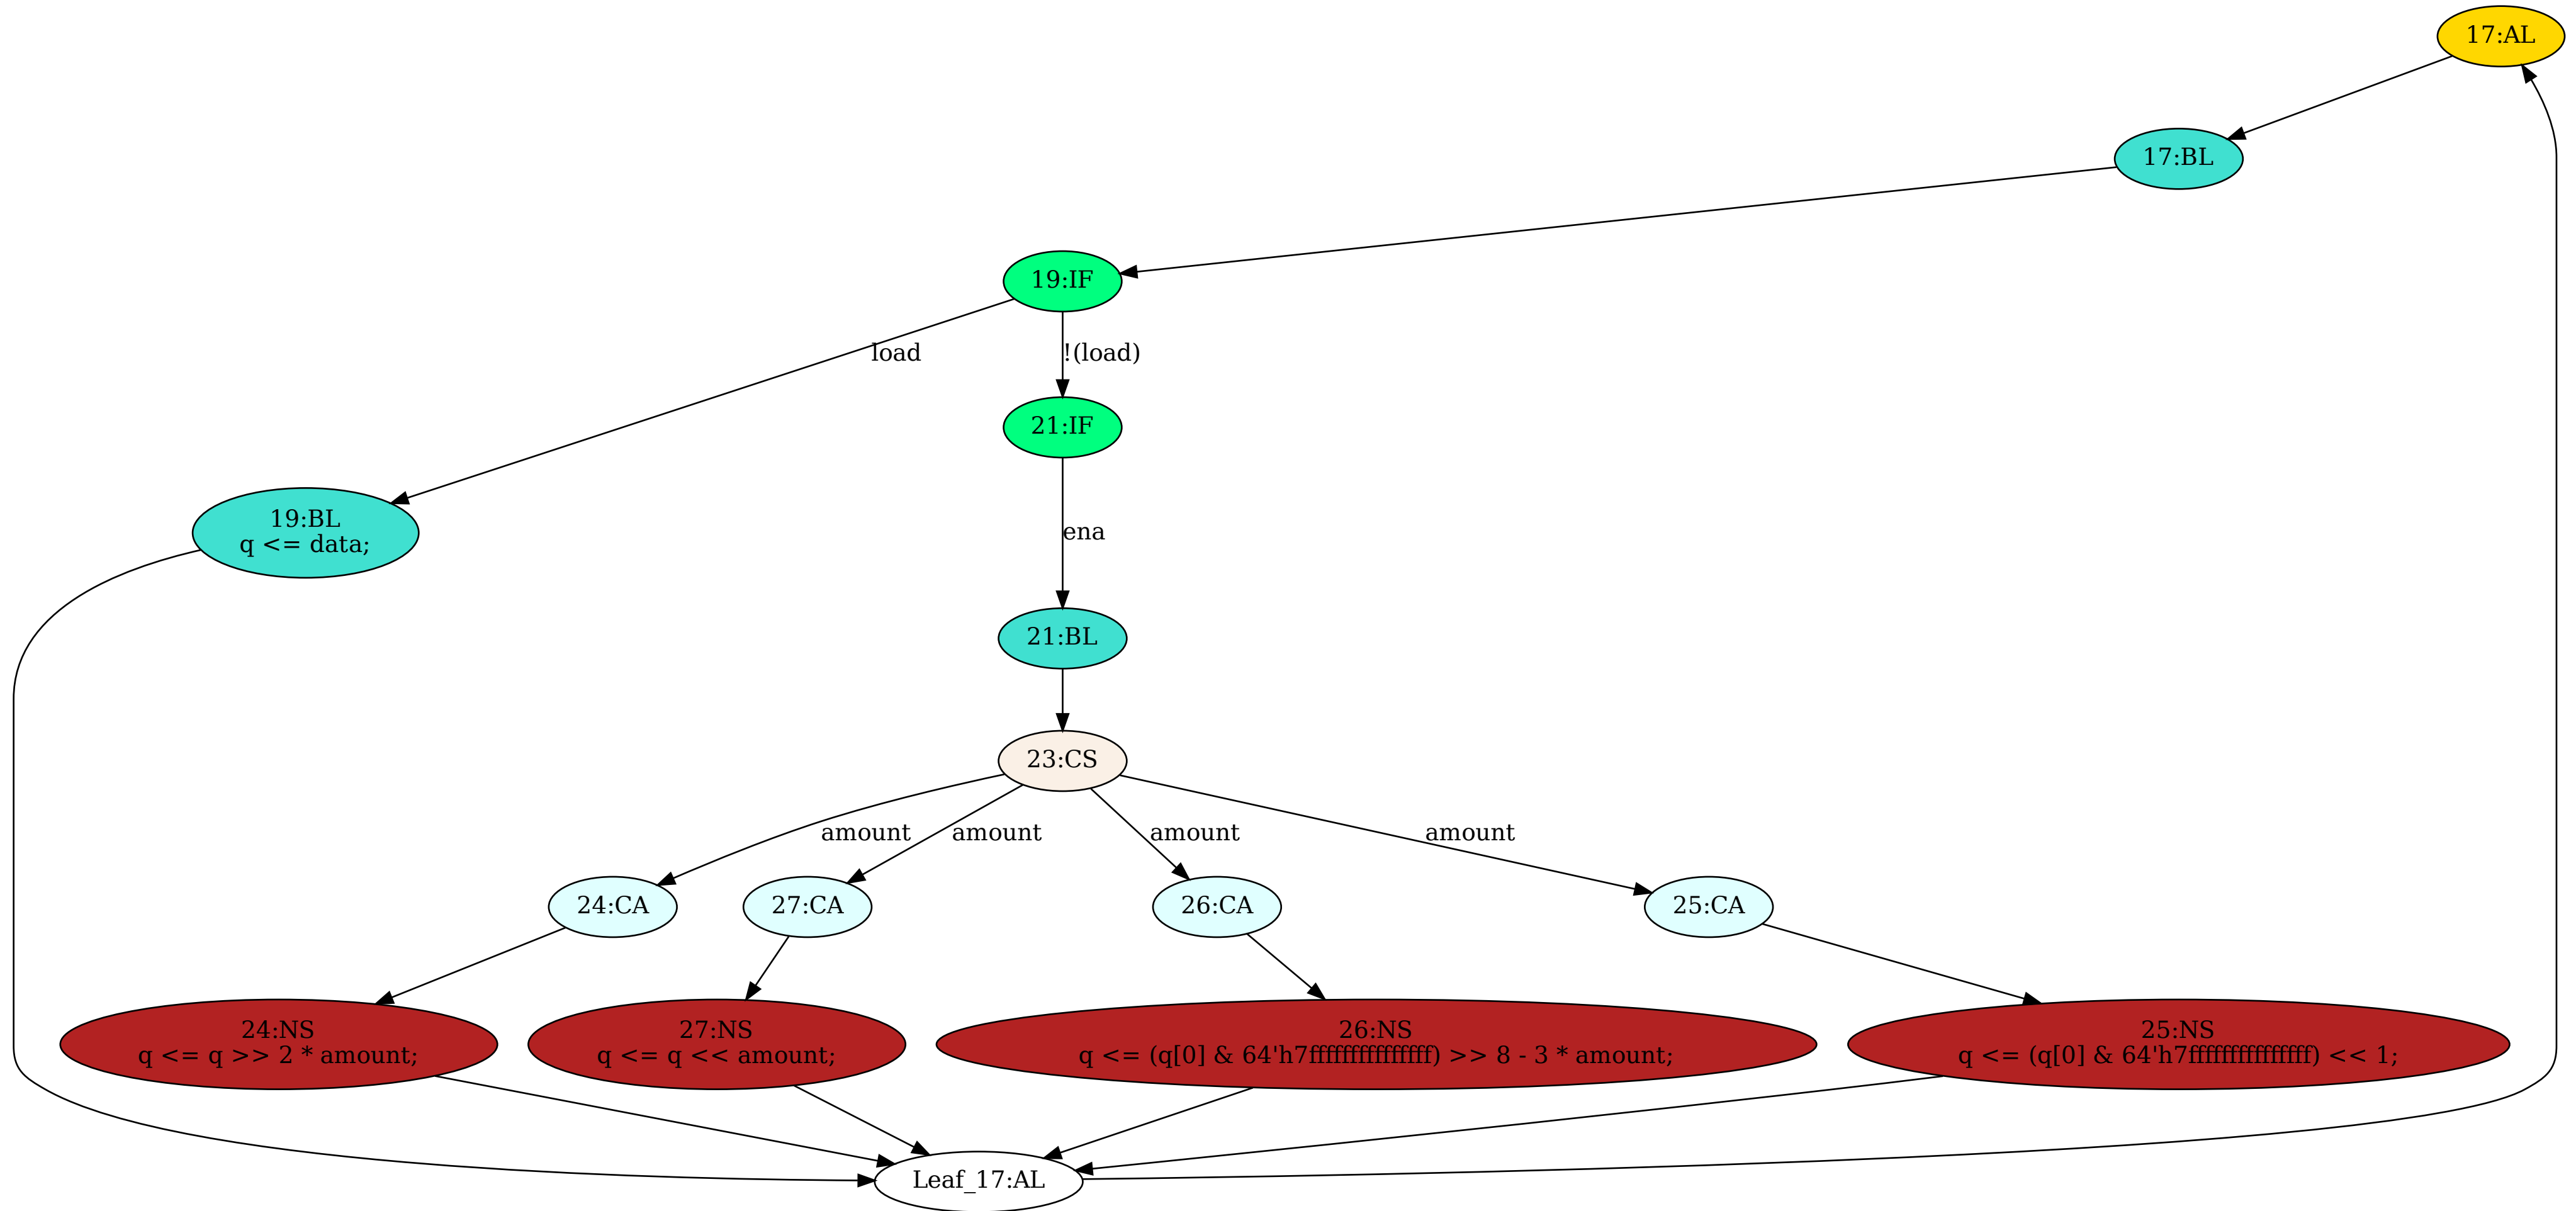 17:AL
17:BL
19:IF
load
!(load)
21:IF
19:BL
q <= data;
ena
21:BL
23:CS
amount
amount
amount
amount
24:CA
27:CA
26:CA
25:CA
24:NS
q <= q >> 2 * amount;
27:NS
q <= q << amount;
26:NS
q <= (q[0] & 64'h7fffffffffffffff) >> 8 - 3 * amount;
25:NS
q <= (q[0] & 64'h7fffffffffffffff) << 1;
Leaf_17:AL